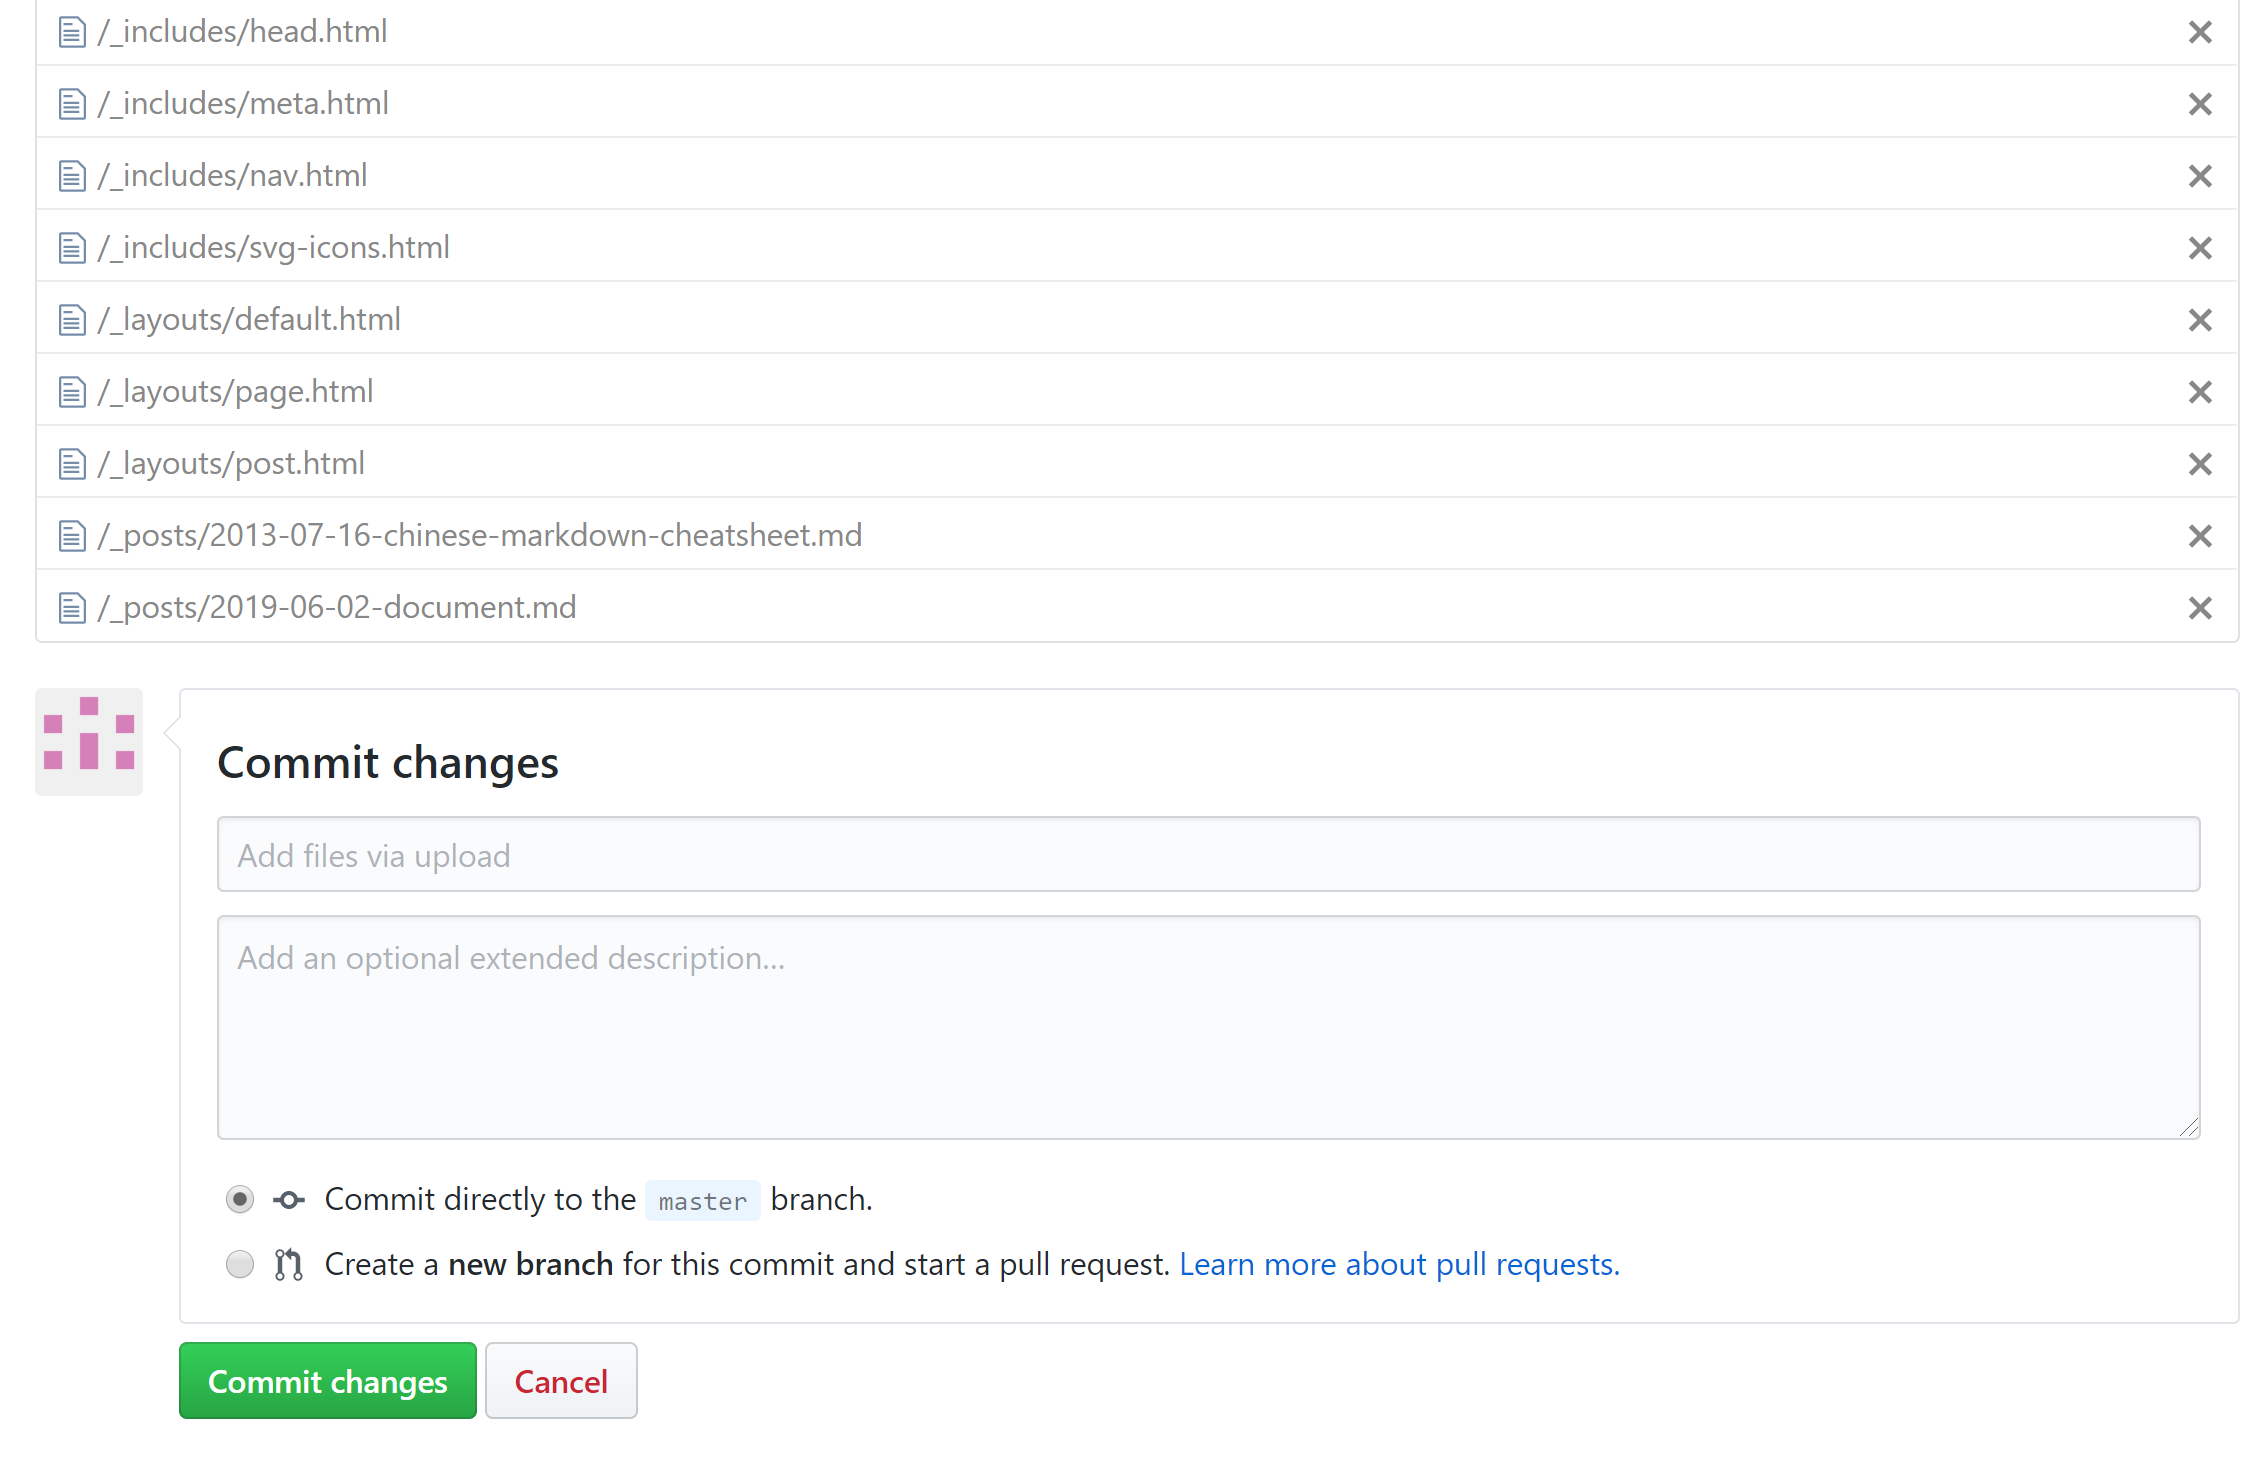 /_includes/head.html
/_includes/meta.html
/_includes/nav.html
/_includes/svg-icons.html
/_layouts/default.html
/_layouts/page.html
/_layouts/post.html
/_posts/2013-07-16-chinese-markdown-cheatsheet.md
/_posts/2019-06-02-document.md
Commit changes
Add files via upload
Add an optional extended description...
Commit directly to the master branch.
Create a new branch for this commit and start a pull request. Learn more about pull requests.
Commit changes Cancel